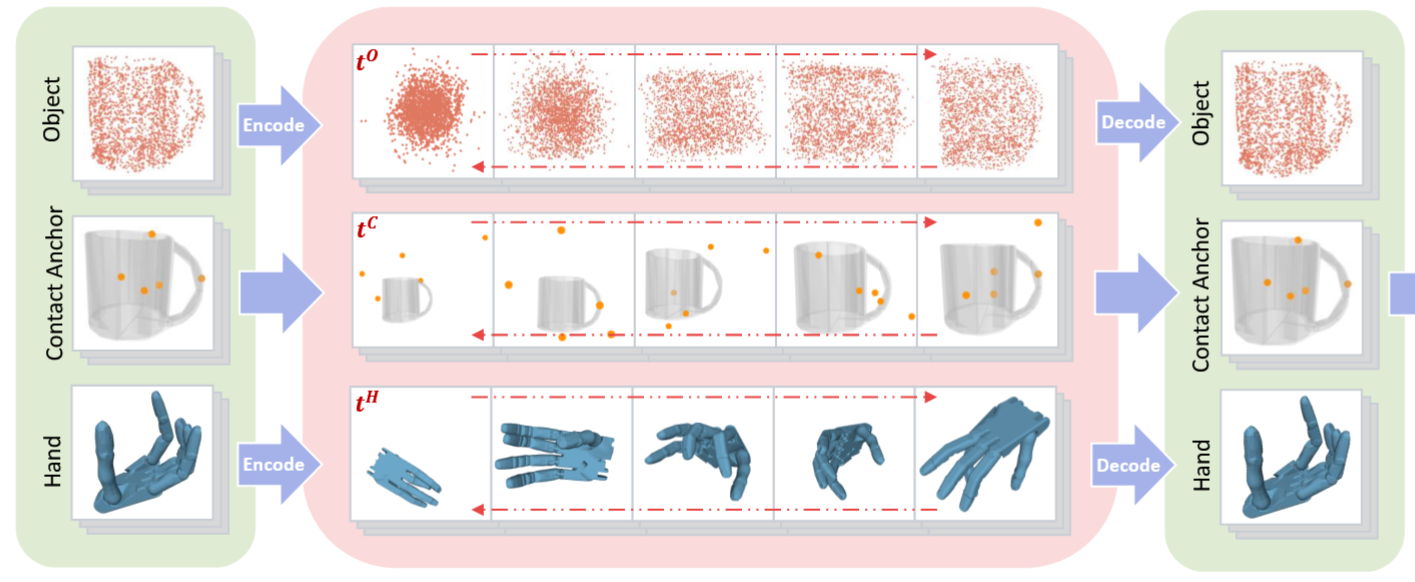 Object
Encode
t^O
Decode
Object
Contact Anchor
t^C
Contact Anchor
Hand
Encode
t^H
Decode
Hand